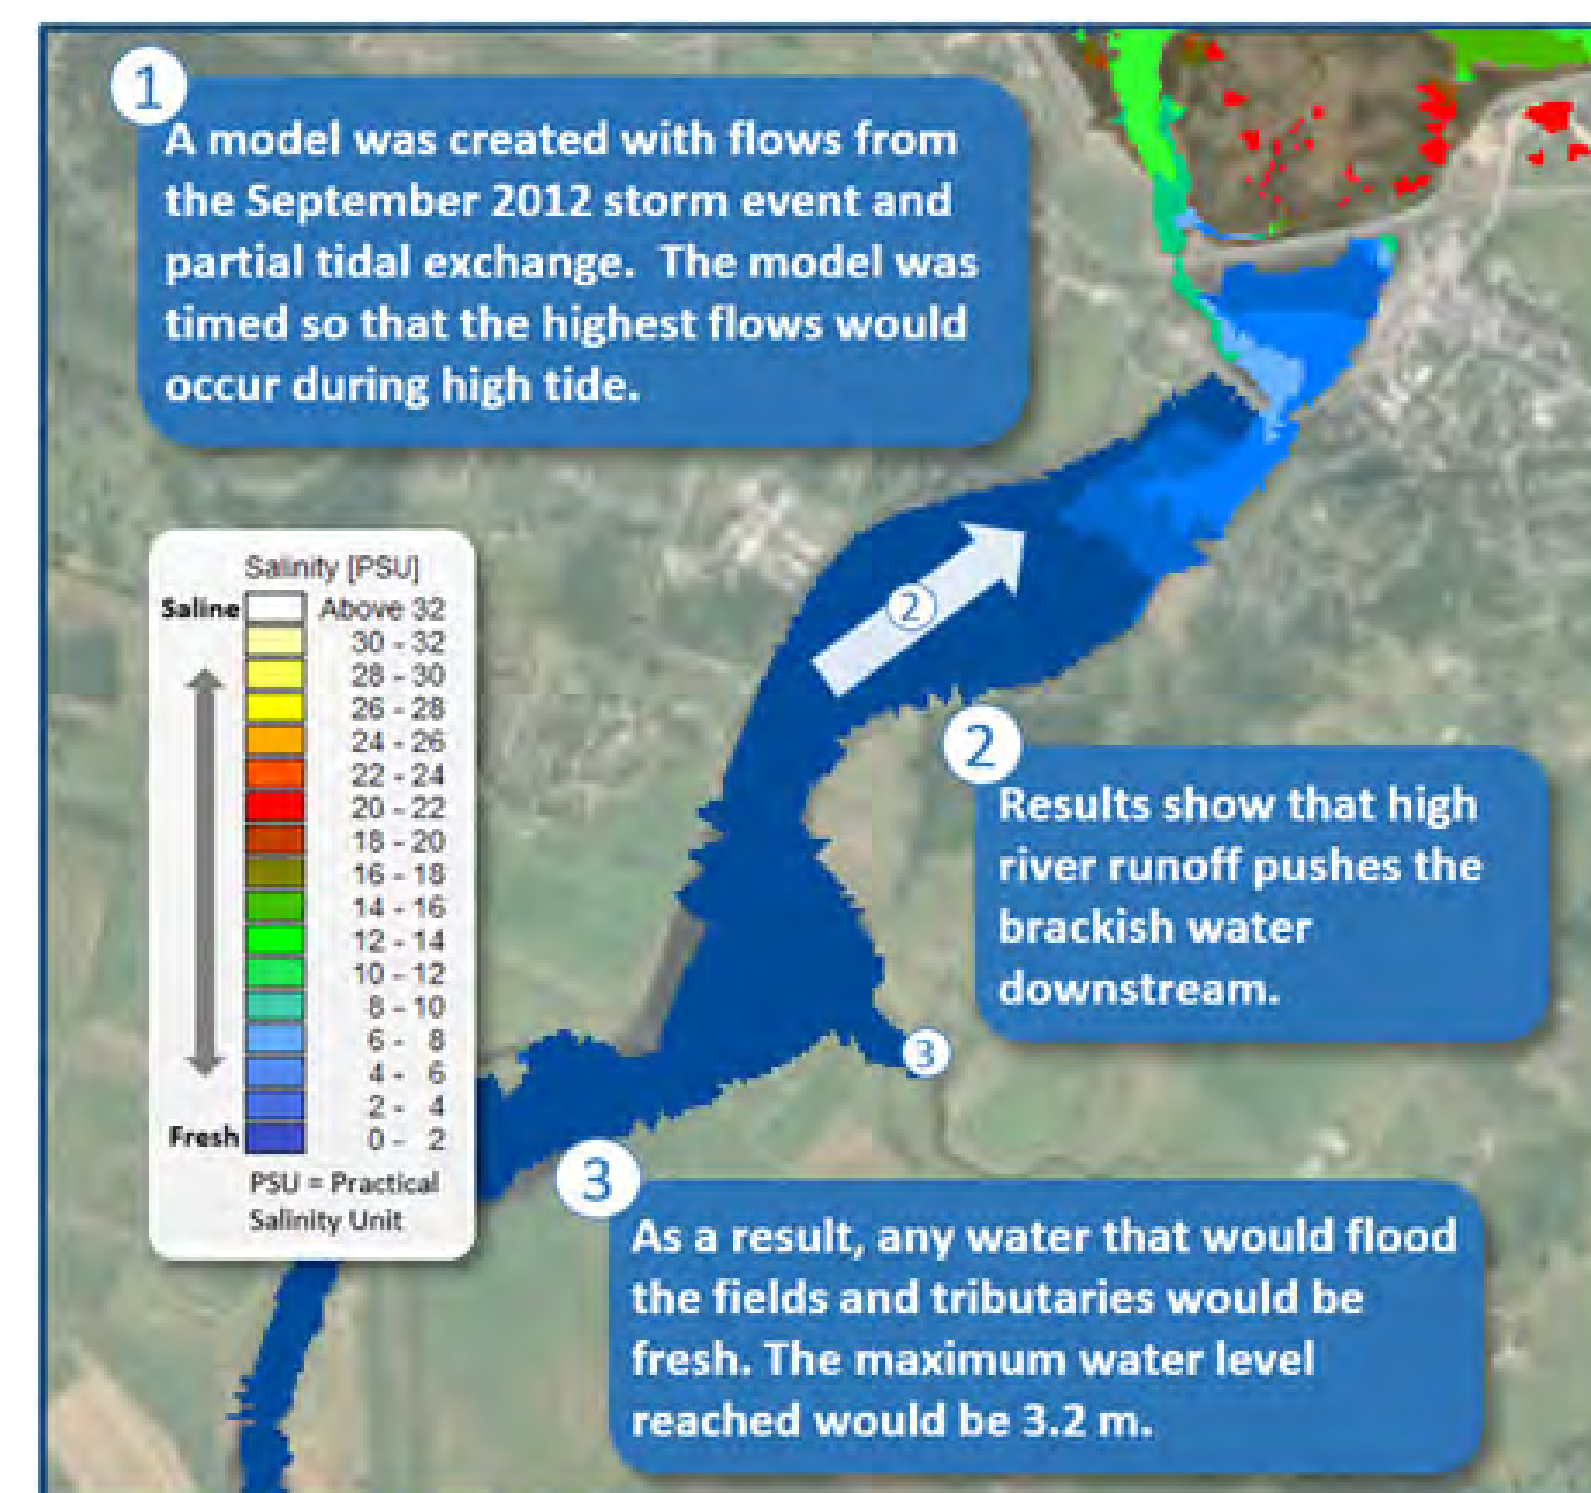 1
A model was created with flows from
the September 2012 storm event and
partial tidal exchange. The model was
timed so that the highest flows would
occur during high tide.
Salinity [PSU]
Saline Above 32
30 - 32
28 - 30
26 - 28
24 - 26
22 - 24
20 - 22
18 - 20
16 - 18
14 - 16
12 - 14
10 - 12
8 - 10
6 - 8
4 - 6
2 - 4
Fresh 0 - 2
PSU = Practical
Salinity Unit
2
2
Results show that high
river runoff pushes the
brackish water
downstream.
3
3
As a result, any water that would flood
the fields and tributaries would be
fresh. The maximum water level
reached would be 3.2 m.